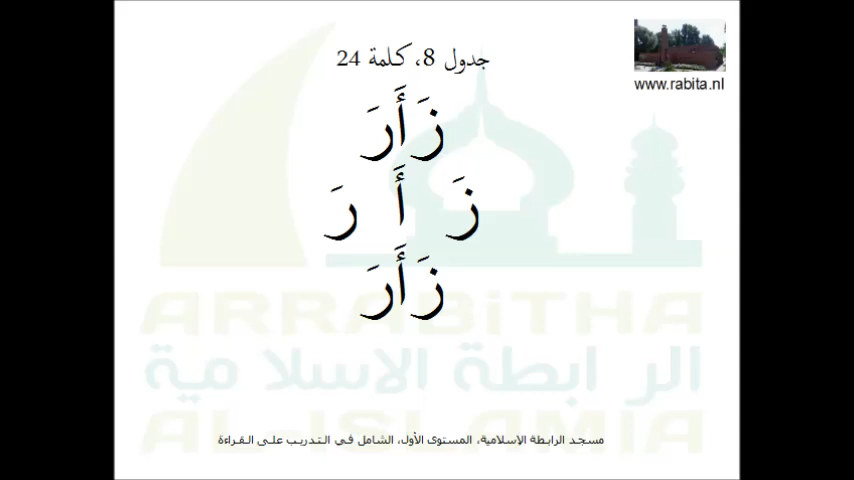 جدول 8، كلمة 24
www.rabita.nl
زَأَرَ
زَ أَ رَ
زَأَرَ
ARRABiTHA
الرابطة الاسلامية
AL-ISLAMIA
مسجد الرابطة الإسلامية، المستوى الأول، الشامل في التدريب على القراءة